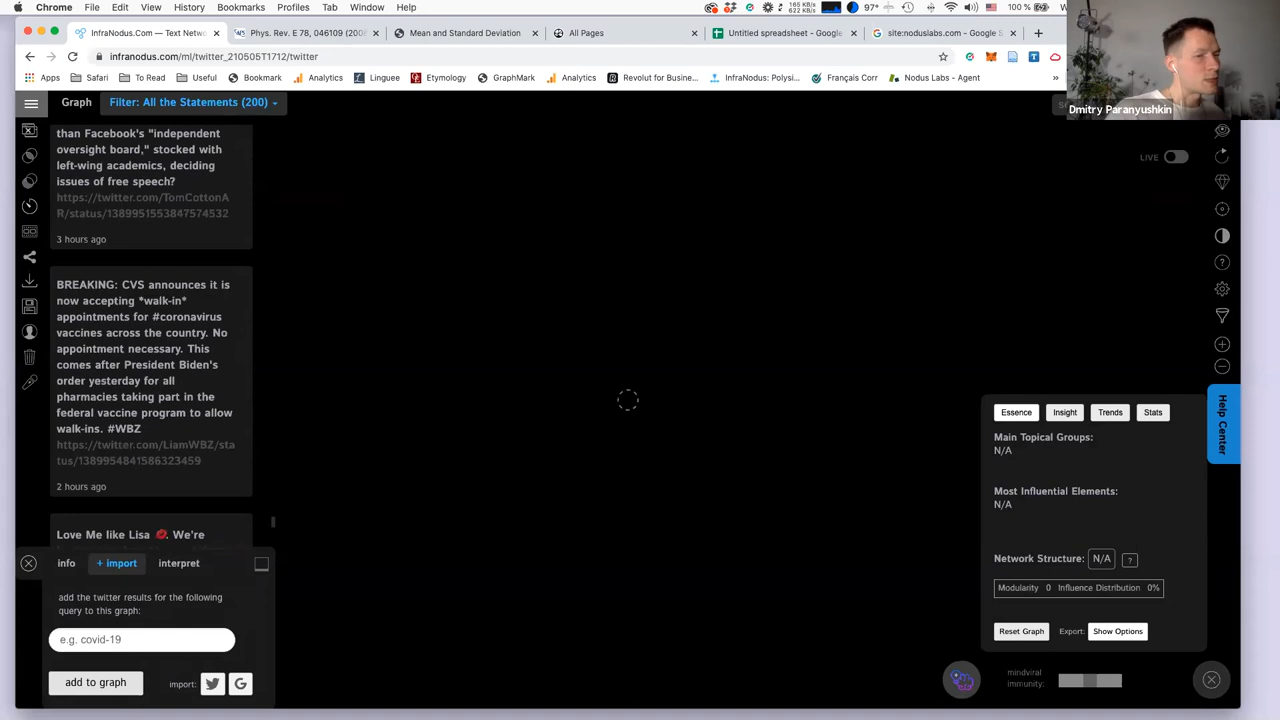 Chrome File Edit View History Bookmarks Profiles Tab Window Help
97° 165 KB 622 KB 100 %
InfraNodus.Com — Text Netwo × Phys. Rev. E 78, 046109 (2008) × Mean and Standard Deviation × All Pages × Untitled spreadsheet - Google × site:noduslabs.com - Google S × +
infranodus.com/ml/twitter_210505T1712/twitter
Apps Safari To Read Useful Bookmark Analytics Linguee Etymology GraphMark Analytics Revolut for Busine... InfraNodus: Polysi... Français Corr Nodus Labs - Agent »
Dmitry Paranyushkin
Graph Filter: All the Statements (200)
than Facebook's "independent
oversight board," stocked with
left-wing academics, deciding
issues of free speech?
https://twitter.com/TomCottonA
R/status/1389951553847574532
3 hours ago
LIVE
BREAKING: CVS announces it is
now accepting *walk-in*
appointments for #coronavirus
vaccines across the country. No
appointment necessary. This
comes after President Biden's
order yesterday for all
pharmacies taking part in the
federal vaccine program to allow
walk-ins. #WBZ
https://twitter.com/LiamWBZ/sta
tus/1389954841586323459
2 hours ago
Love Me like Lisa 💋. We're
info + import interpret
add the twitter results for the following
query to this graph:
e.g. covid-19
add to graph import:
Essence Insight Trends Stats
Main Topical Groups:
N/A
Most Influential Elements:
N/A
Network Structure: N/A ?
Modularity 0 Influence Distribution 0%
Reset Graph Export: Show Options
mindviral
immunity:
Help Center